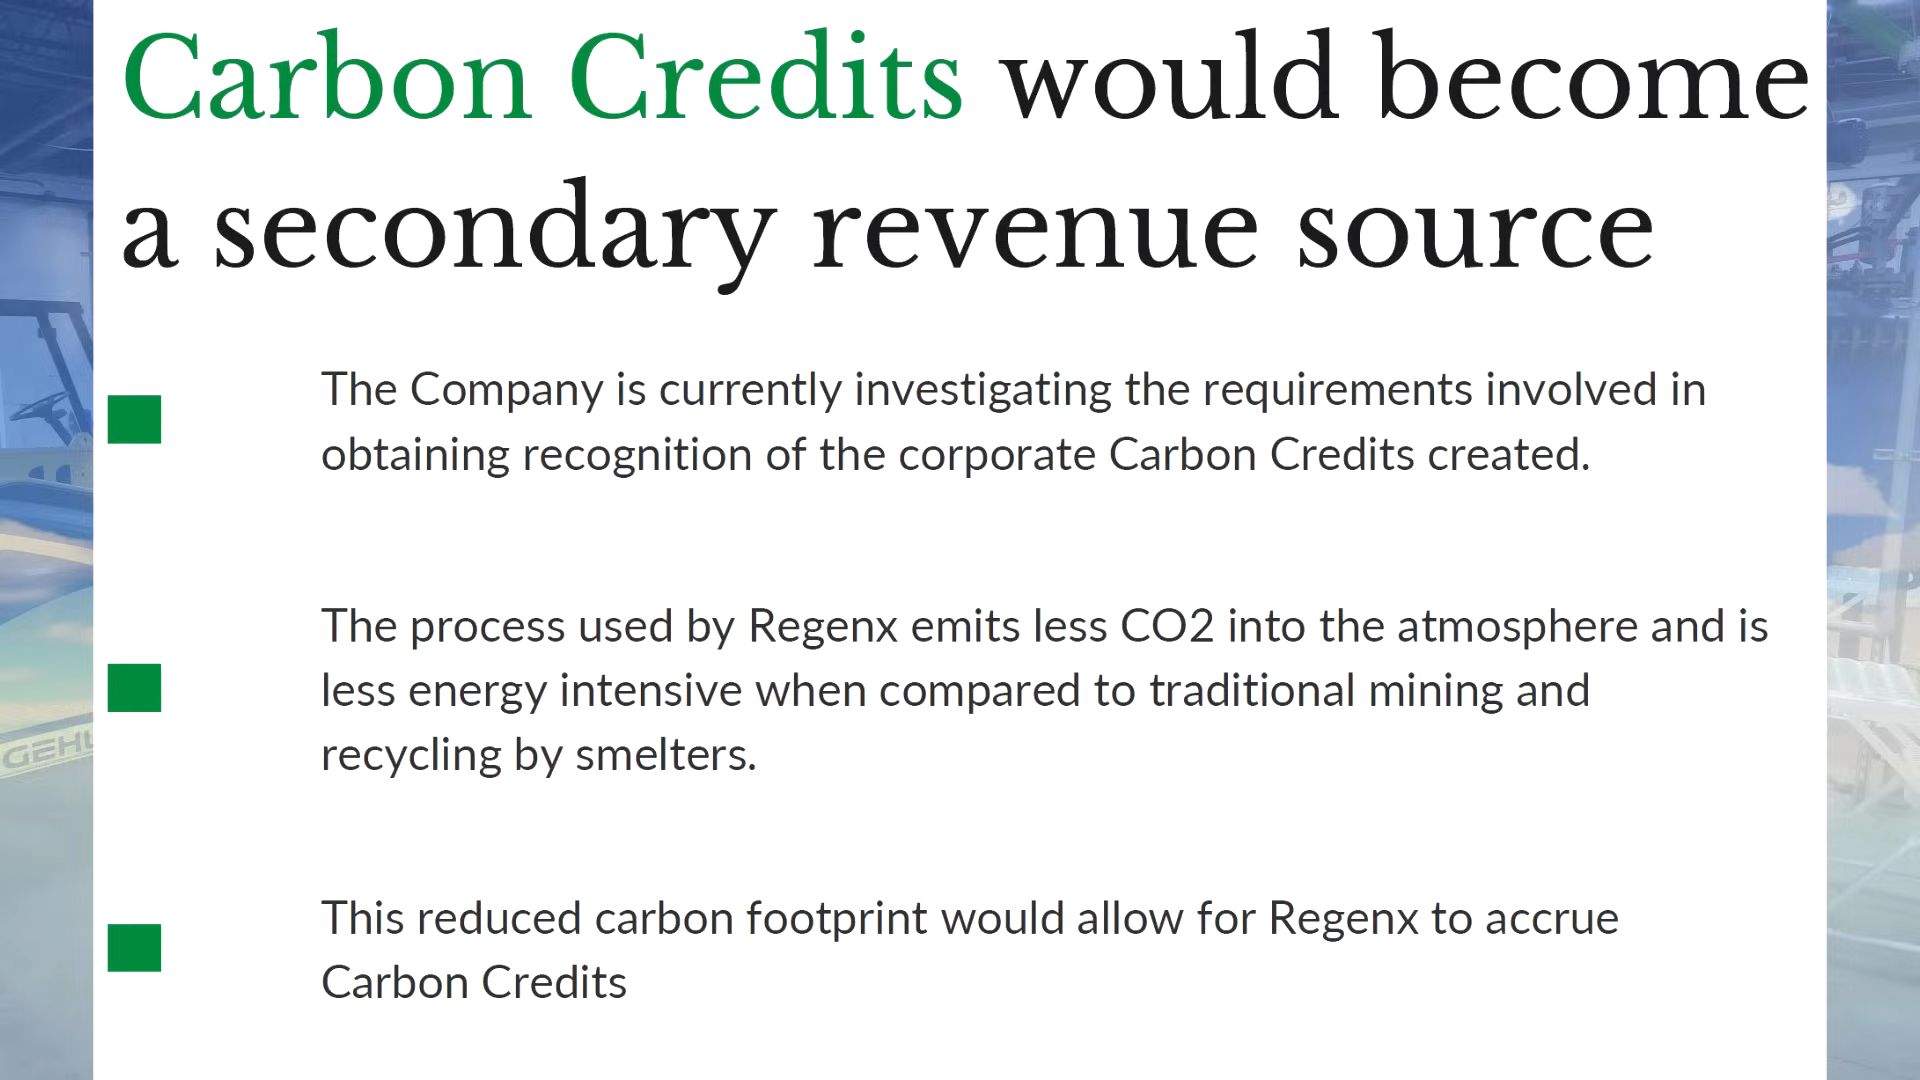 Carbon Credits would become
a secondary revenue source
The Company is currently investigating the requirements involved in
obtaining recognition of the corporate Carbon Credits created.
The process used by Regenx emits less CO2 into the atmosphere and is
less energy intensive when compared to traditional mining and
recycling by smelters.
GEHL
This reduced carbon footprint would allow for Regenx to accrue
Carbon Credits